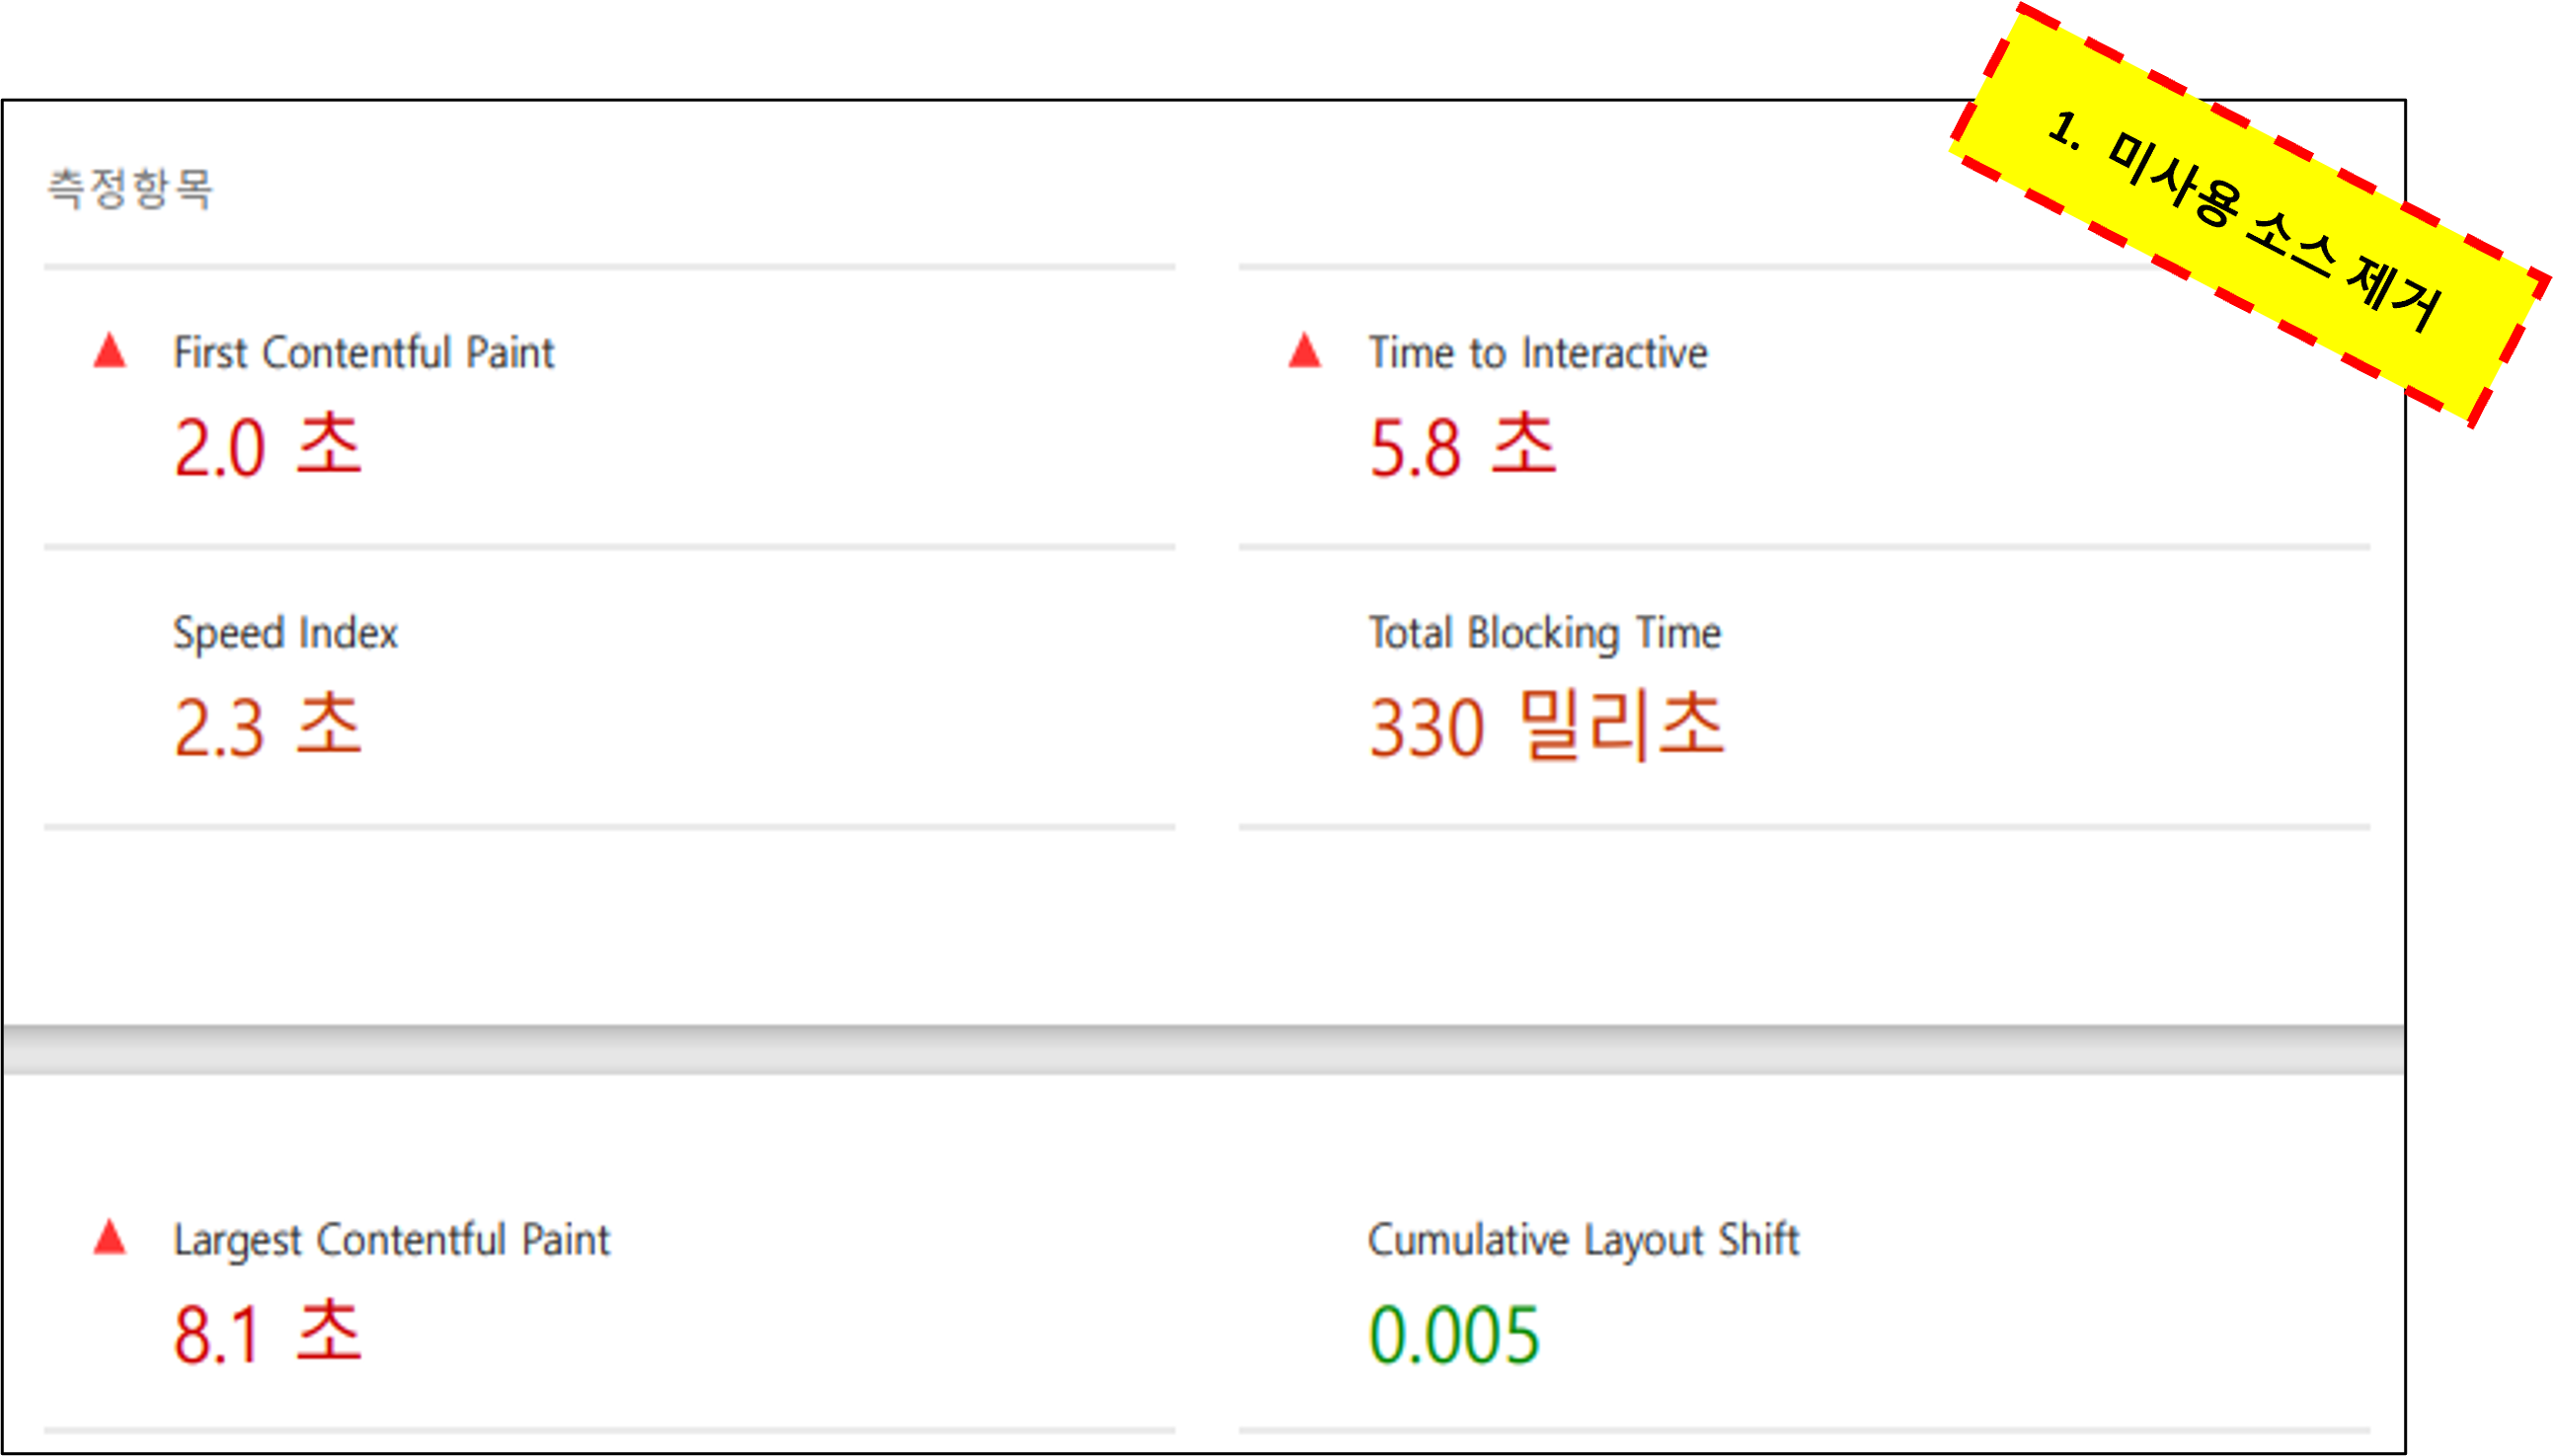 1. 미사용 소스 제거
측정항목
First Contentful Paint
2.0 초
Time to Interactive
5.8 초
Speed Index
2.3 초
Total Blocking Time
330 밀리초
Largest Contentful Paint
8.1 초
Cumulative Layout Shift
0.005